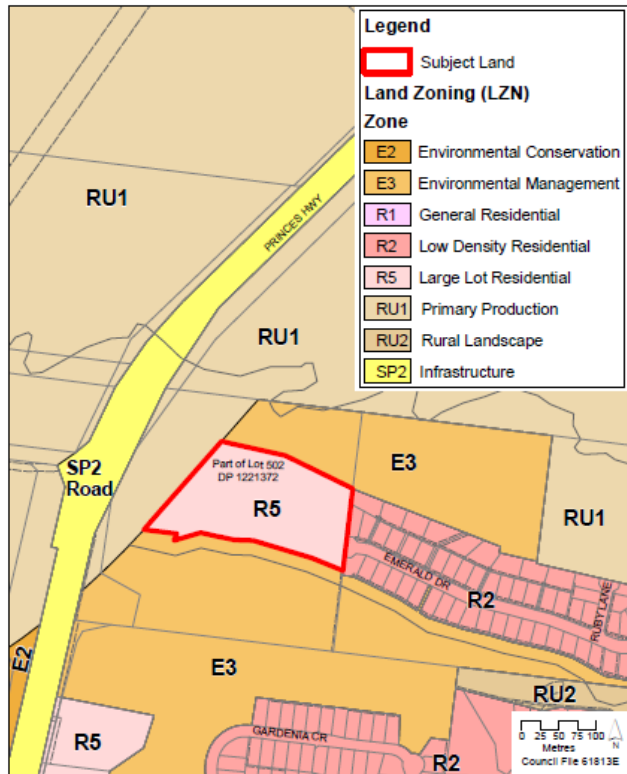 Legend
Subject Land
Land Zoning (LZN)
Zone
E2 Environmental Conservation
E3 Environmental Management
R1 General Residential
R2 Low Density Residential
R5 Large Lot Residential
RU1 Primary Production
RU2 Rural Landscape
SP2 Infrastructure
RU1
PRINCES HWY
RU1
SP2
Road
Part of Lot 502
DP 1221372
R5
E3
RU1
EMERALD DR
R2
RUBY LANE
E2
E3
RU2
GARDENIA CR
R5
R2
0 25 50 75 100
Metres
N
Council File 61813E